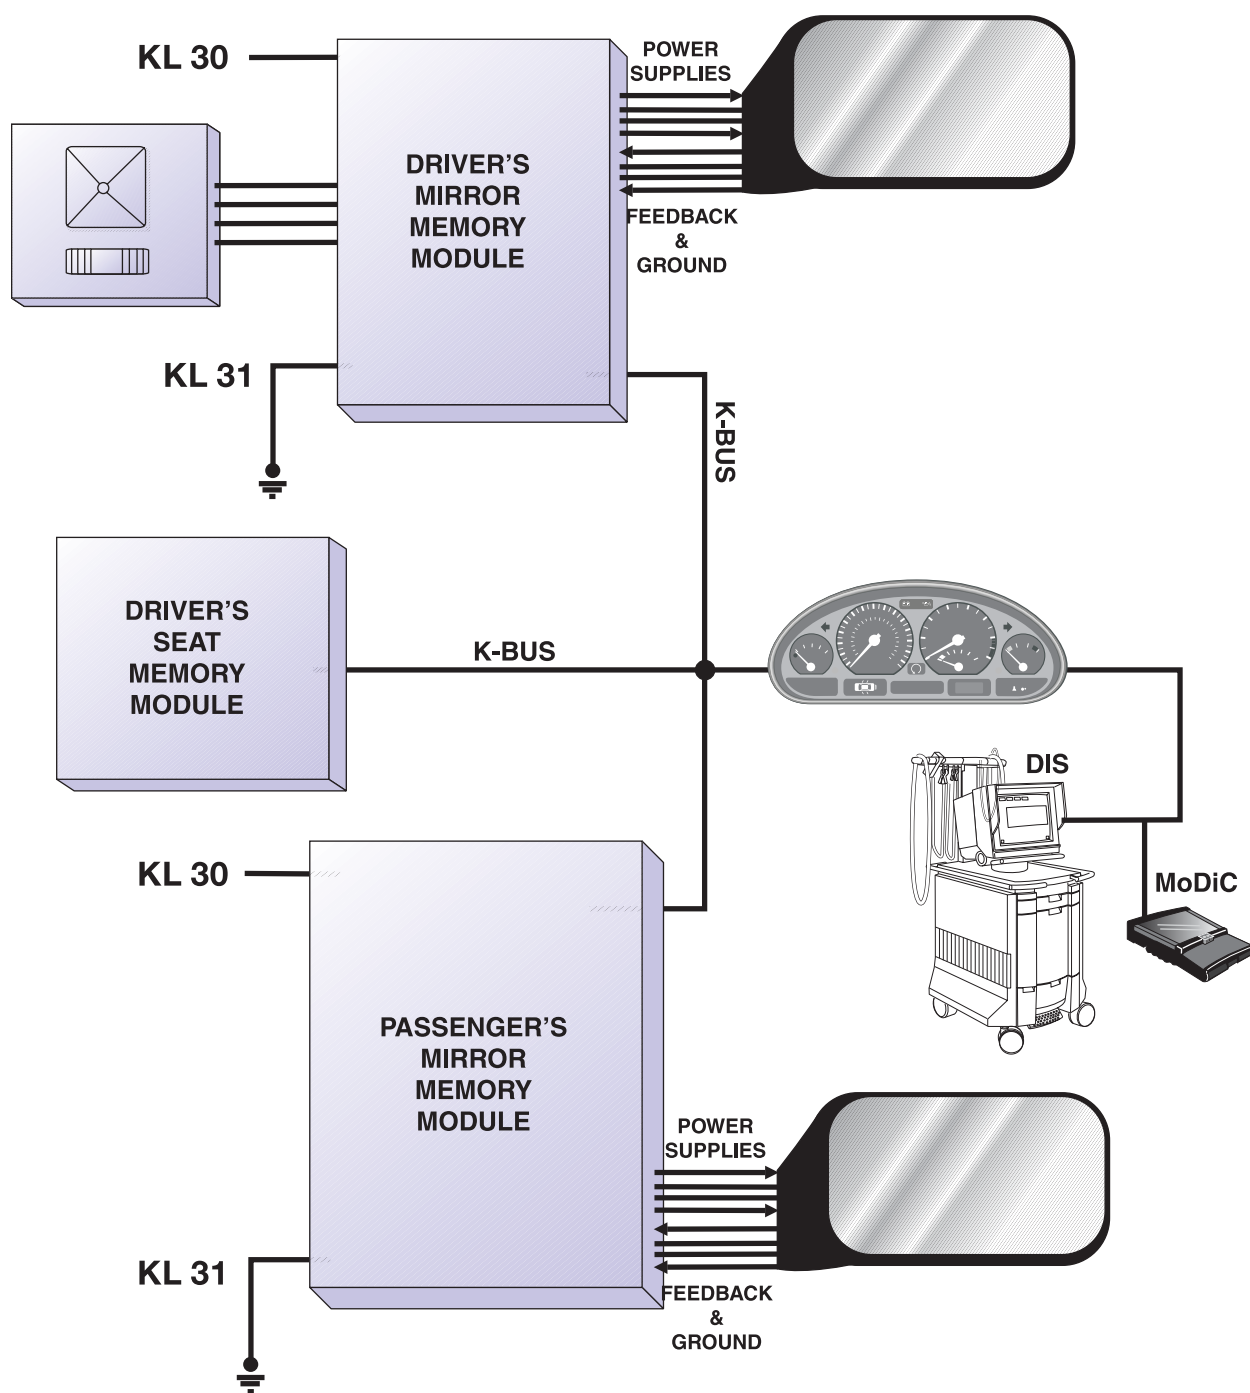 KL 30
POWER
SUPPLIES
DRIVER'S
MIRROR
MEMORY
MODULE
FEEDBACK
&
GROUND
KL 31
K-BUS
DRIVER'S
SEAT
MEMORY
MODULE
K-BUS
DIS
MoDiC
KL 30
PASSENGER'S
MIRROR
MEMORY
MODULE
POWER
SUPPLIES
KL 31
FEEDBACK
&
GROUND